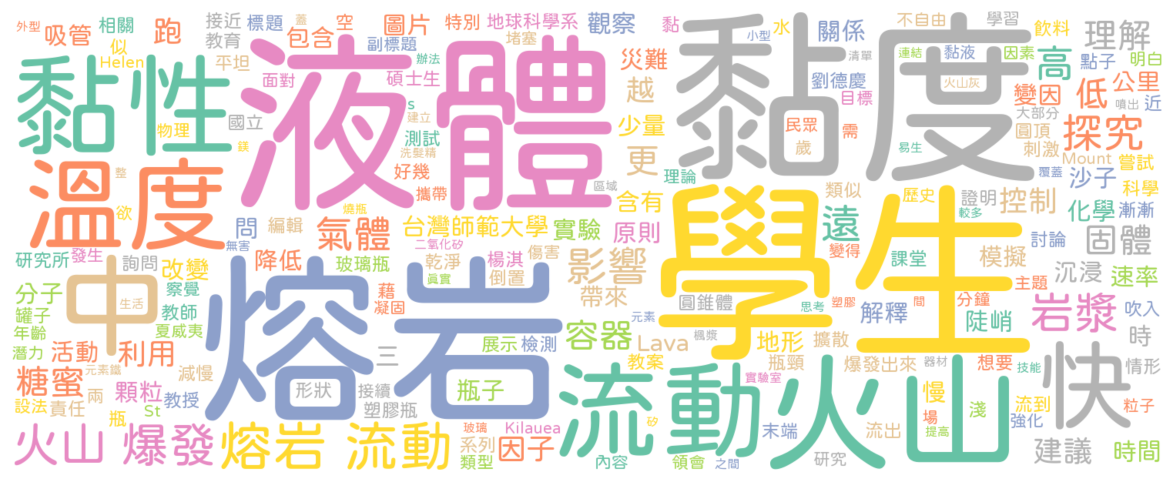 外型 相關 接近 標題 蓋 空 圖片 特別 地球科學系 觀察 黏 水 不自由 學習
吸管 跑 教育 副標題 包含 堵塞 小型 關係 飲料 理解
似 Helen 平坦 面對 辦法 碩士生 災難 清單 連結 黏液 因素 高 點子 明白
黏性 液體 黏度
物理 國立 s 建立 測試 越 劉德慶 目標 火山灰 變因 低 公里
大部分 噴出 近
鎂 洗髮精 少量 民眾 需 圓頂 探究
溫度 整 好幾 更 理論 歲 易生 刺激 Mount 嘗試
欲 攜帶 區域 類似 歷史 覆蓋 沙子 科學
問 編輯 燒瓶 台灣師範大學 含有 學生 證明 較多 控制 化學 漸漸
研究所 發生 無害 氣體 二氧化矽 實驗 原則 遠 變得 討論 固體
中 詢問 改變 降低 玻璃瓶 乾淨 楊淇 傷害 倒置 影響 課堂 模擬
分子 察覺 真實 藉 帶來 圓錐體 主題 沉浸 速率
罐子 生活 教師 凝固 元素 思考 塑膠 間 分鐘 吹入
年齡 夏威夷 熔岩 容器 楓漿 解釋 陡峭 岩漿 時
潛力 活動 利用 三 展示 檢測 Lava 地形 擴散
元素鐵 教案 瓶頸 爆發出來 器材 想要 情形
糖蜜 顆粒 減慢 形狀 接續 瓶子 流動 實驗室 火山 慢 技能 快
設法 責任 兩 St 教授 塑膠瓶 場 淺 粒子
瓶 玻璃 Kilauea 矽 提高 流到 強化
火山 爆發 熔岩 流動 系列 因子 末端 流出 建議 時間
類型 內容 領會 之間 研究